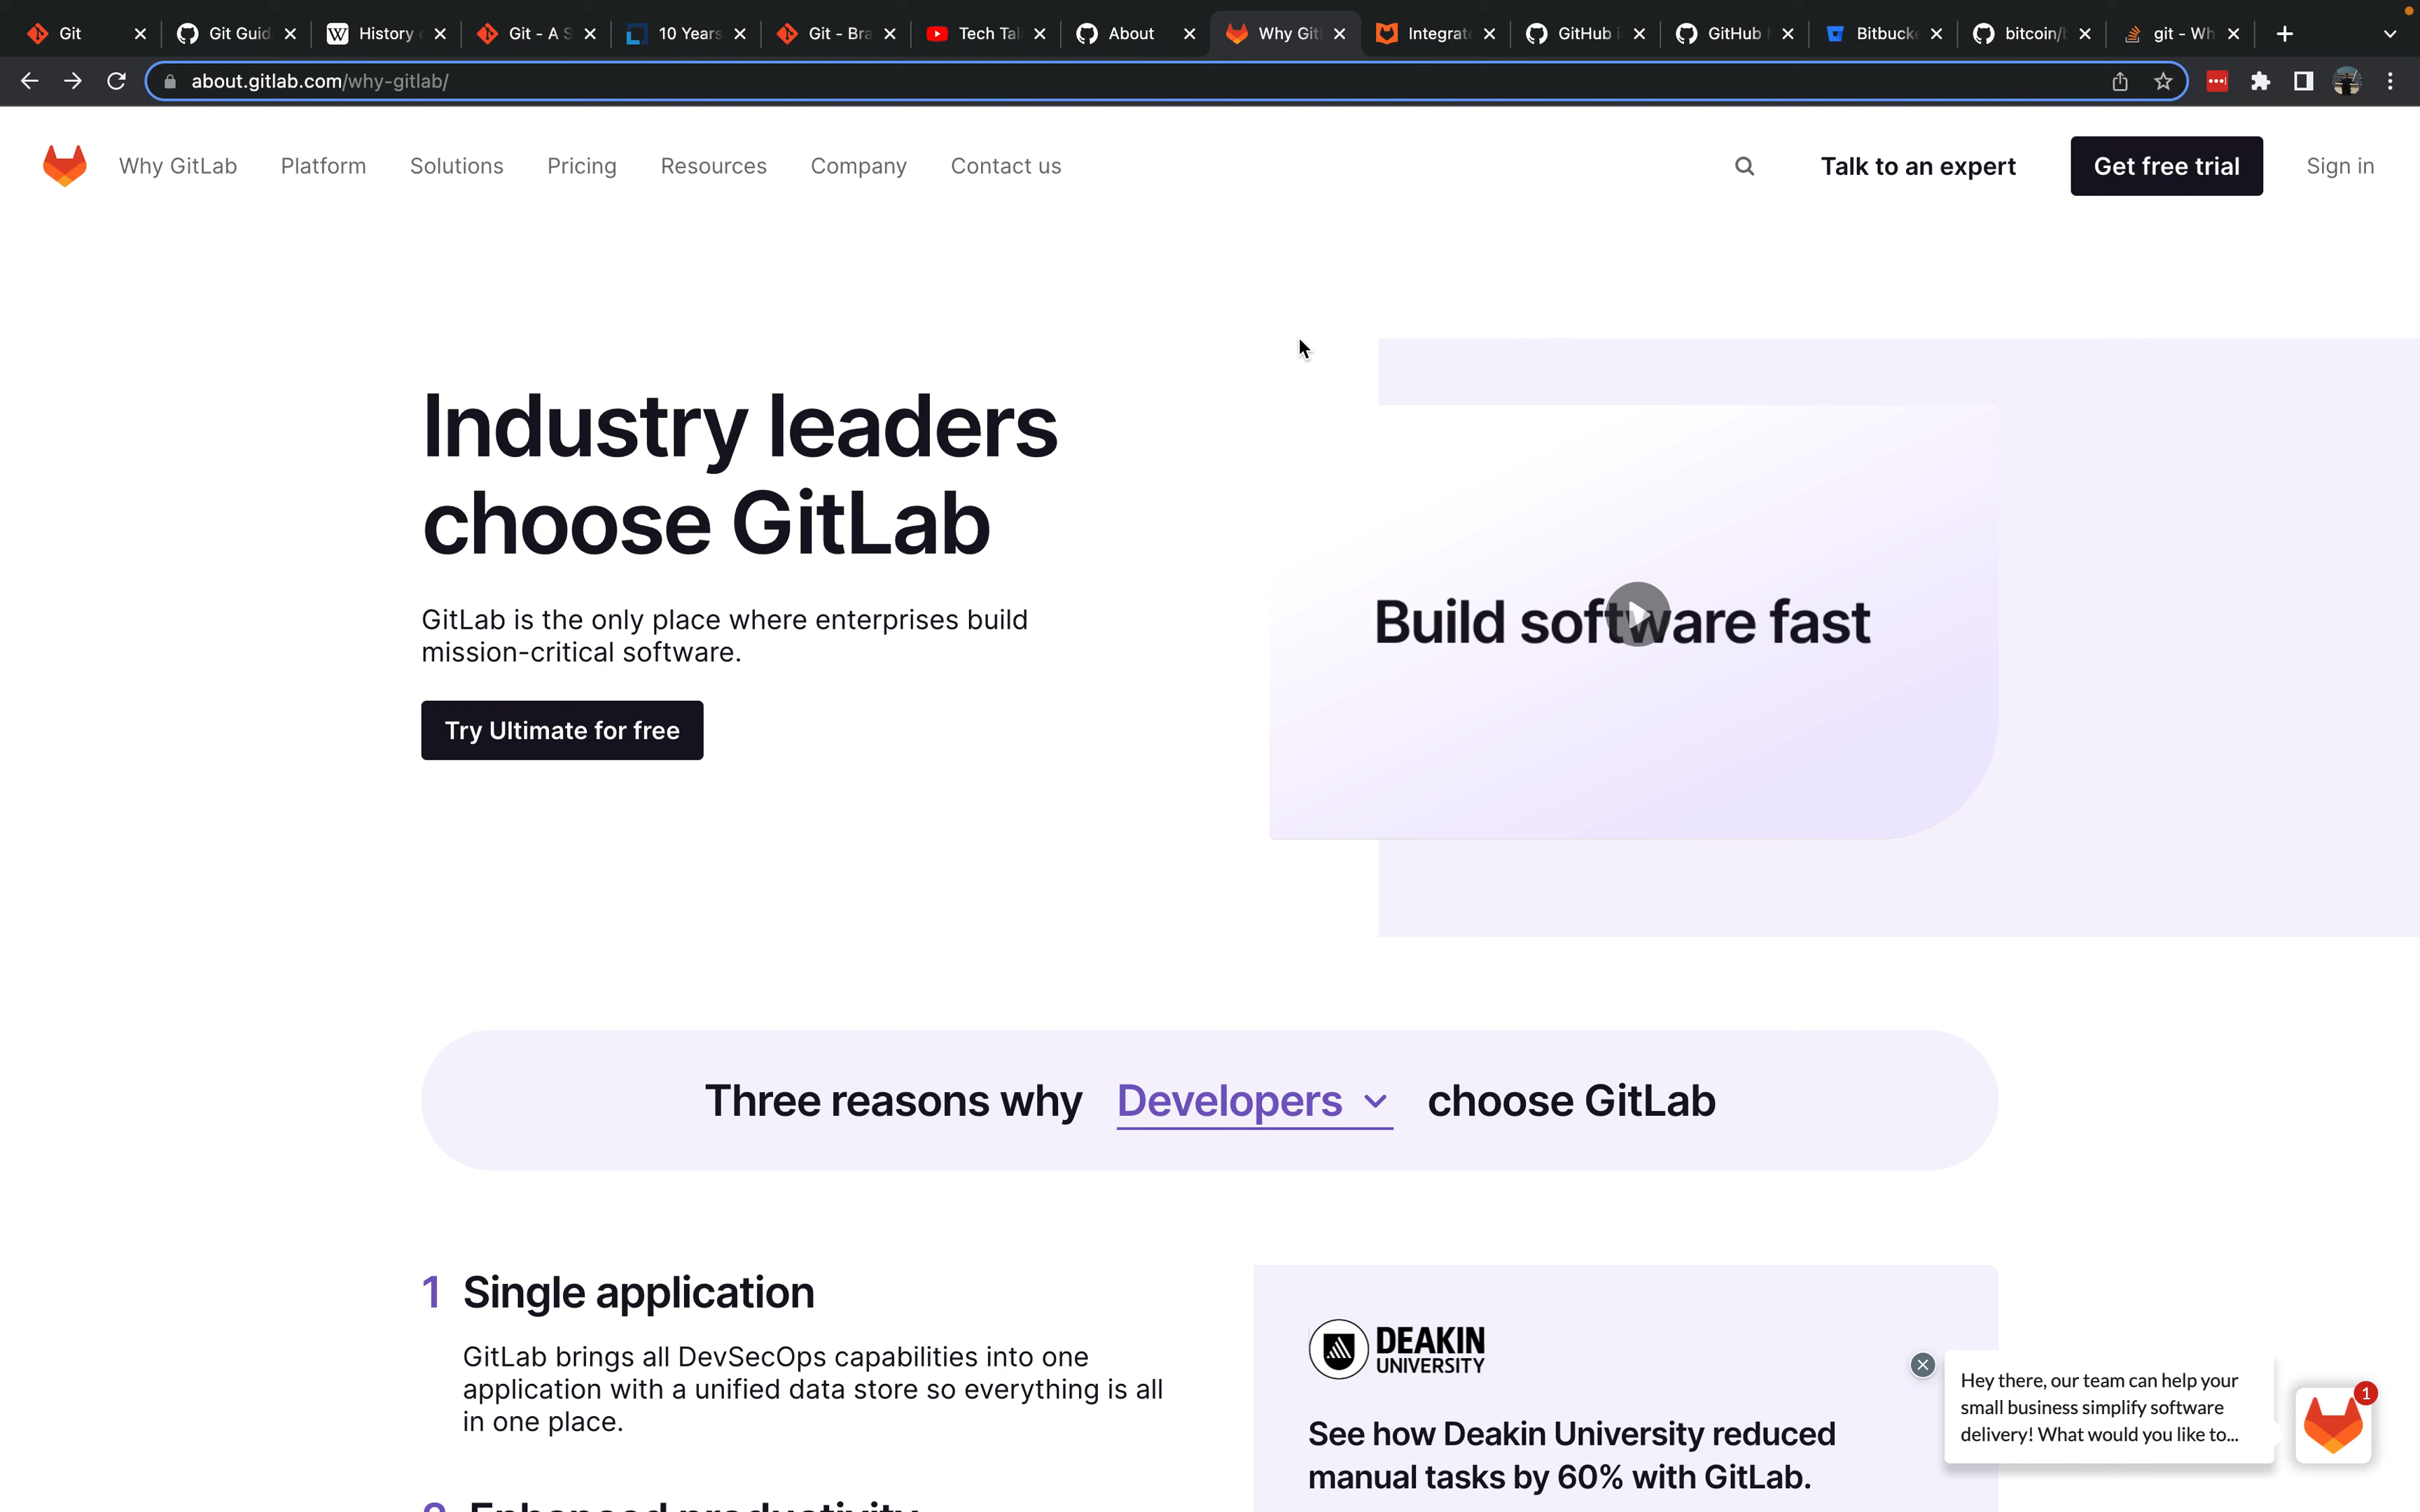 Git
Git Guid
History
Git - A S
10 Years
Git - Bra
Tech Tal
About
Why Git
Integrate
GitHub
GitHub
Bitbucke
bitcoin/b
git - Wh
about.gitlab.com/why-gitlab/
Why GitLab
Platform
Solutions
Pricing
Resources
Company
Contact us
Talk to an expert
Get free trial
Sign in
Industry leaders
choose GitLab
GitLab is the only place where enterprises build
mission-critical software.
Try Ultimate for free
Build software fast
Three reasons why Developers choose GitLab
1 Single application
GitLab brings all DevSecOps capabilities into one
application with a unified data store so everything is all
in one place.
DEAKIN
UNIVERSITY
See how Deakin University reduced
manual tasks by 60% with GitLab.
Hey there, our team can help your
small business simplify software
delivery! What would you like to...
1
2 Enhanced productivity